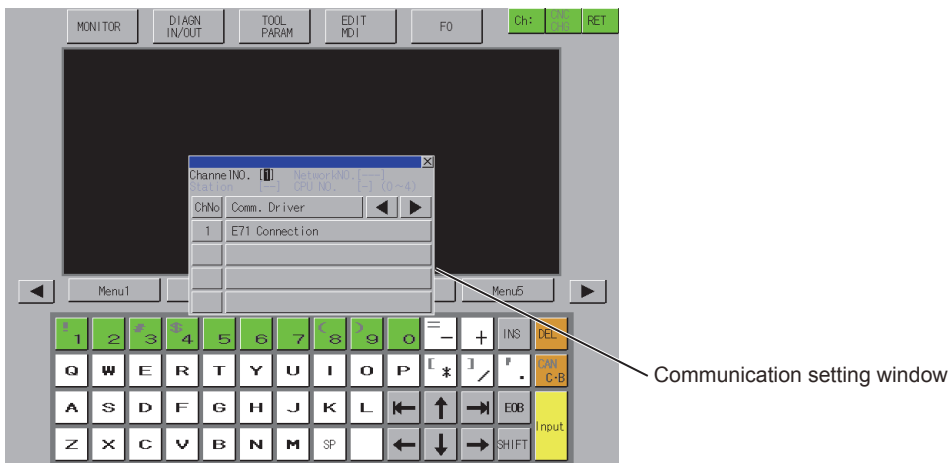 MONITOR DIAGN IN/OUT TOOL PARAM EDIT MDI FO Ch: CNC CHG RET
ChannelNO. [1] NetworkNO.[--]
Station [--] CPU NO. [-] (0~4)
ChNo Comm. Driver ◀ ▶
1 E71 Connection
◀ Menu1 Menu5 ▶
! 1 2 # 3 $ 4 5 6 7 ( 8 ) 9 0 = - + INS DEL
Q W E R T Y U I O P [ * ] / ' . CAN C·B
Communication setting window
A S D F G H J K L ↑ EOB Input
Z X C V B N M SP ← ↓ → SHIFT